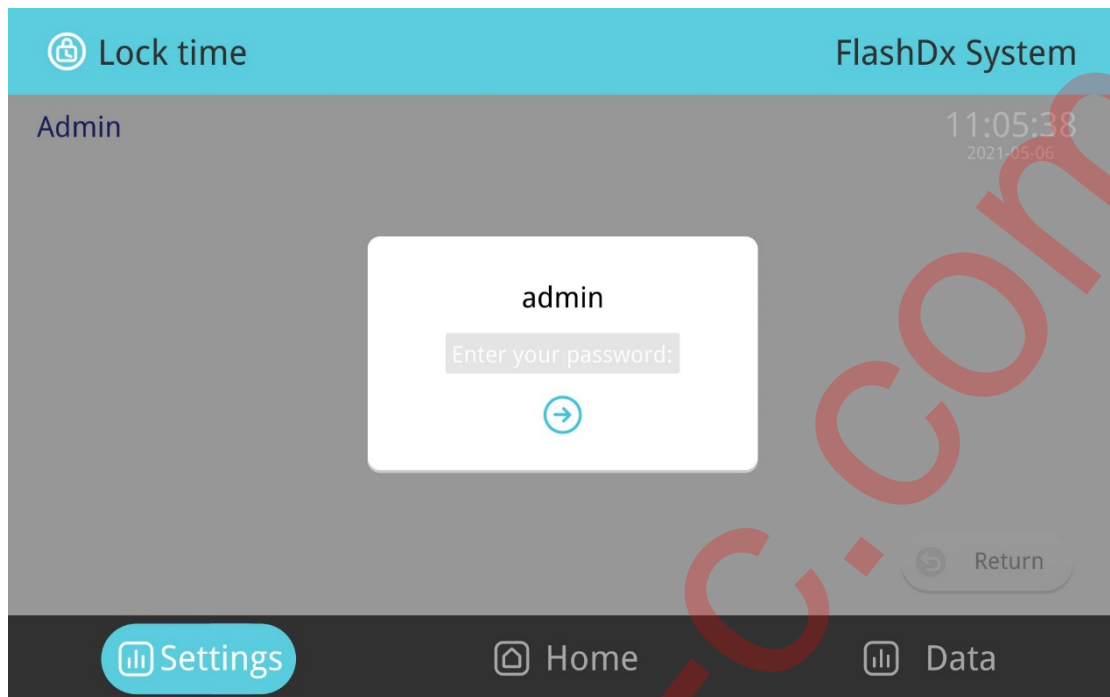 Lock time
FlashDx System
Admin
11:05:38
2021-05-06
admin
Enter your password:
Return
Settings
Home
Data
c.com